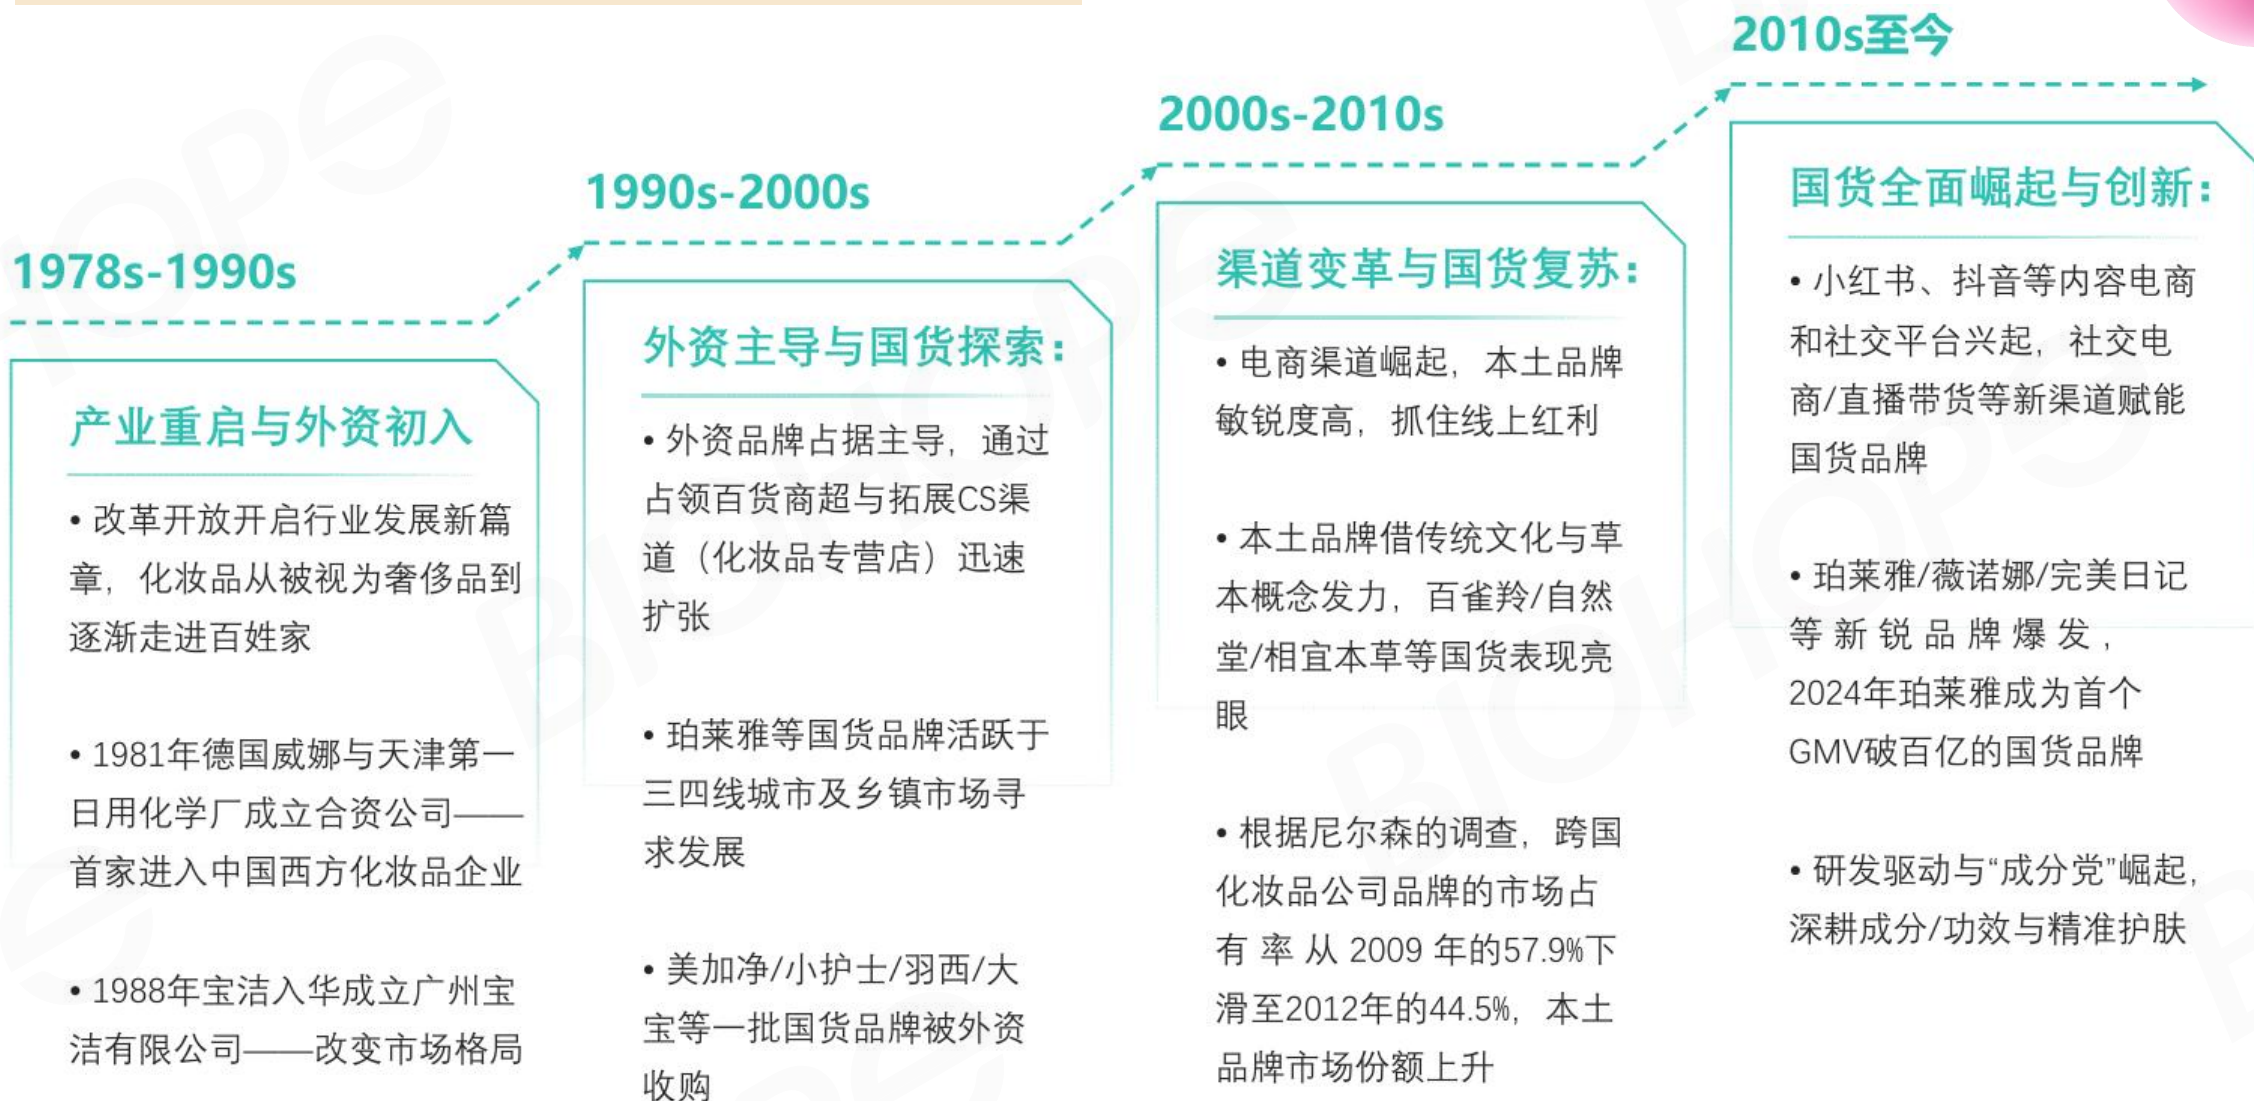 1978s-1990s
产业重启与外资初入
• 改革开放开启行业发展新篇
章，化妆品从被视为奢侈品到
逐渐走进百姓家
• 1981年德国威娜与天津第一
日用化学厂成立合资公司——
首家进入中国西方化妆品企业
• 1988年宝洁入华成立广州宝
洁有限公司——改变市场格局
1990s-2000s
外资主导与国货探索：
• 外资品牌占据主导，通过
占领百货商超与拓展CS渠
道（化妆品专营店）迅速
扩张
• 珀莱雅等国货品牌活跃于
三四线城市及乡镇市场寻
求发展
• 美加净/小护士/羽西/大
宝等一批国货品牌被外资
收购
2000s-2010s
渠道变革与国货复苏：
• 电商渠道崛起，本土品牌
敏锐度高，抓住线上红利
• 本土品牌借传统文化与草
本概念发力，百雀羚/自然
堂/相宜本草等国货表现亮
眼
• 根据尼尔森的调查，跨国
化妆品公司品牌的市场占
有率从2009年的57.9%下
滑至2012年的44.5%，本土
品牌市场份额上升
2010s至今
国货全面崛起与创新：
• 小红书、抖音等内容电商
和社交平台兴起，社交电
商/直播带货等新渠道赋能
国货品牌
• 珀莱雅/薇诺娜/完美日记
等新锐品牌爆发，
2024年珀莱雅成为首个
GMV破百亿的国货品牌
• 研发驱动与“成分党”崛起，
深耕成分/功效与精准护肤
BIOHOPE
BIOHOPE